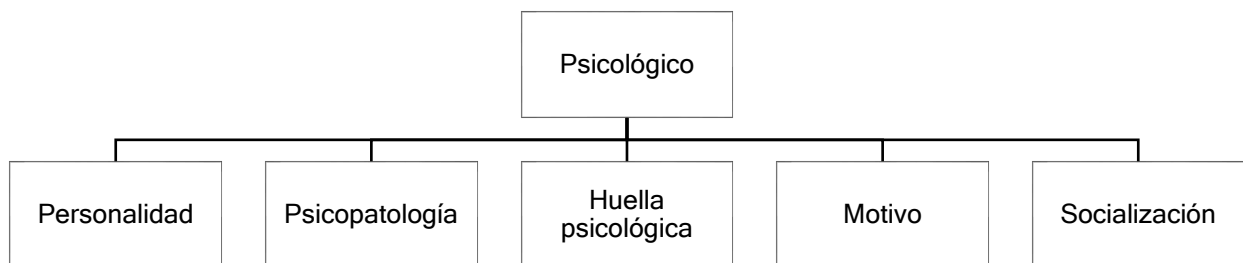 Psicológico
Personalidad
Psicopatología
Huella
psicológica
Motivo
Socialización